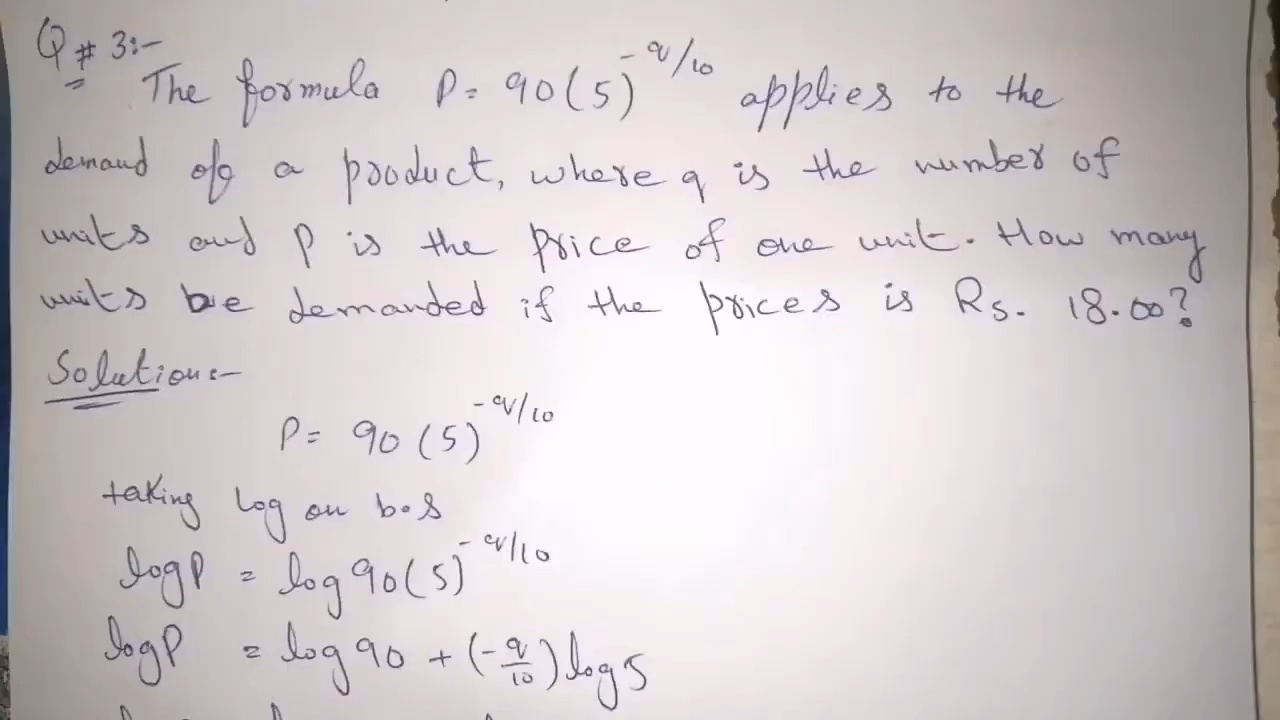 Q # 3:-
The formula P = 90(5)^-q/10 applies to the
demand of a product, where q is the number of
units and P is the price of one unit. How many
units be demanded if the prices is Rs. 18.00?
Solution:-
P = 90(5)^-q/10
taking log on b.s
logP = log 90(5)^-q/10
logP = log 90 + (-q/10) log 5